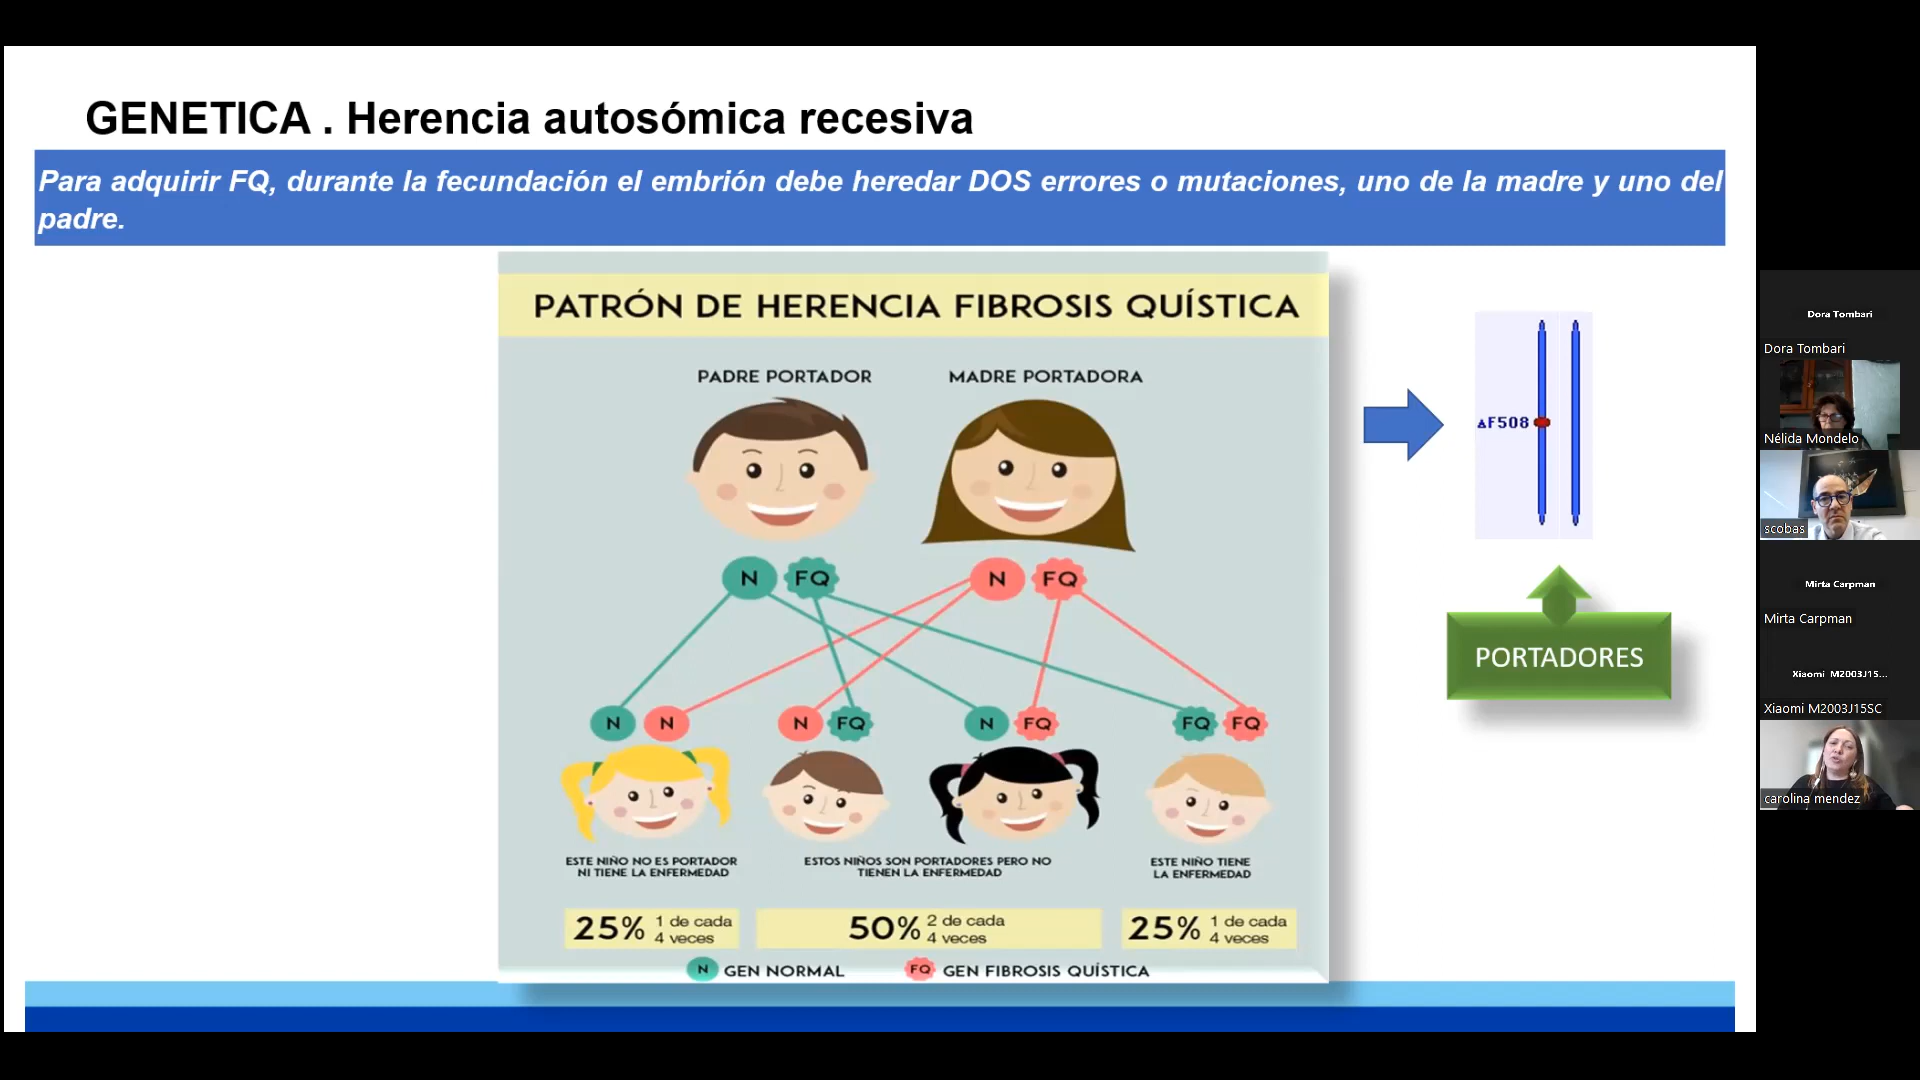 GENETICA . Herencia autosómica recesiva
Para adquirir FQ, durante la fecundación el embrión debe heredar DOS errores o mutaciones, uno de la madre y uno del
padre.
PATRÓN DE HERENCIA FIBROSIS QUÍSTICA
PADRE PORTADOR
MADRE PORTADORA
N
FQ
N
FQ
N
N
N
FQ
N
FQ
FQ
FQ
ESTE NIÑO NO ES PORTADOR
NI TIENE LA ENFERMEDAD
ESTOS NIÑOS SON PORTADORES PERO NO
TIENEN LA ENFERMEDAD
ESTE NIÑO TIENE
LA ENFERMEDAD
25% 1 de cada
4 veces
50% 2 de cada
4 veces
25% 1 de cada
4 veces
N GEN NORMAL
FQ GEN FIBROSIS QUÍSTICA
▵F508
PORTADORES
Dora Tombari
Dora Tombari
Nélida Mondelo
scobas
Mirta Carpman
Mirta Carpman
Xiaomi M2003J15...
Xiaomi M2003J15SC
carolina mendez